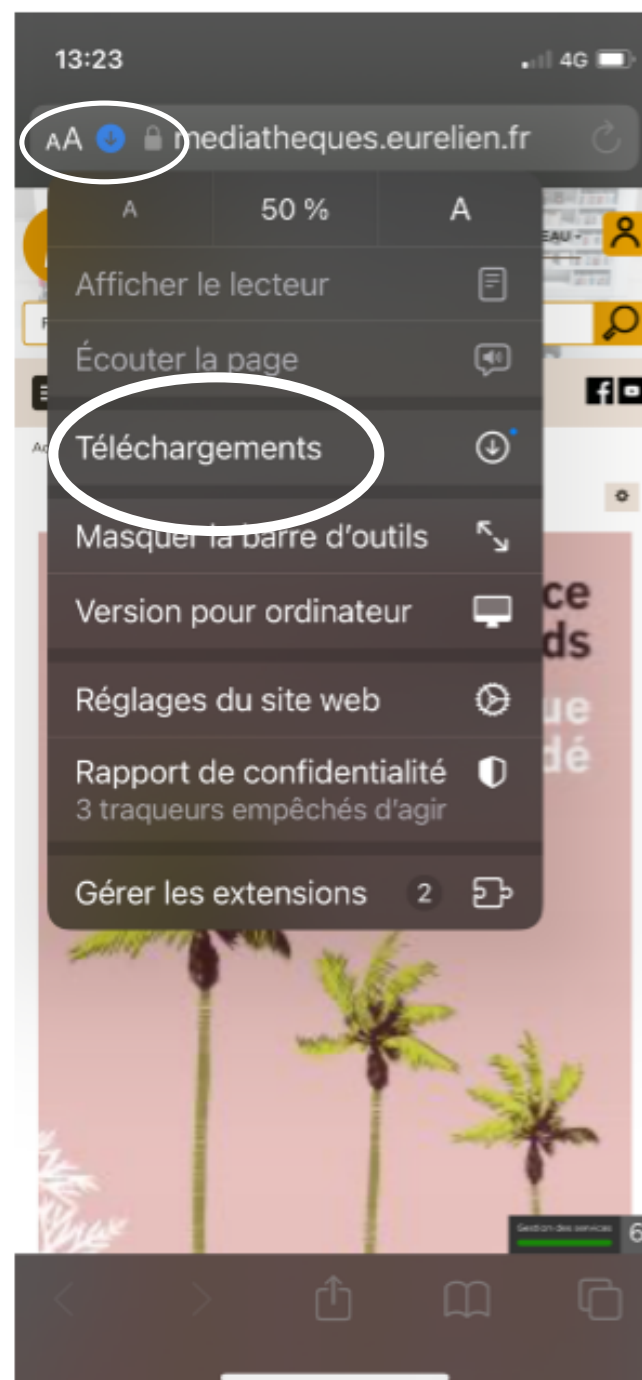 13:23
4G
AA mediatheques.eurelien.fr
A 50 % A
EAU
Afficher le lecteur
Écouter la page
Téléchargements
Masquer la barre d'outils
Version pour ordinateur
ce
ds
Réglages du site web
ue
dé
Rapport de confidentialité
3 traqueurs empêchés d'agir
Gérer les extensions 2
Gestion des services 6